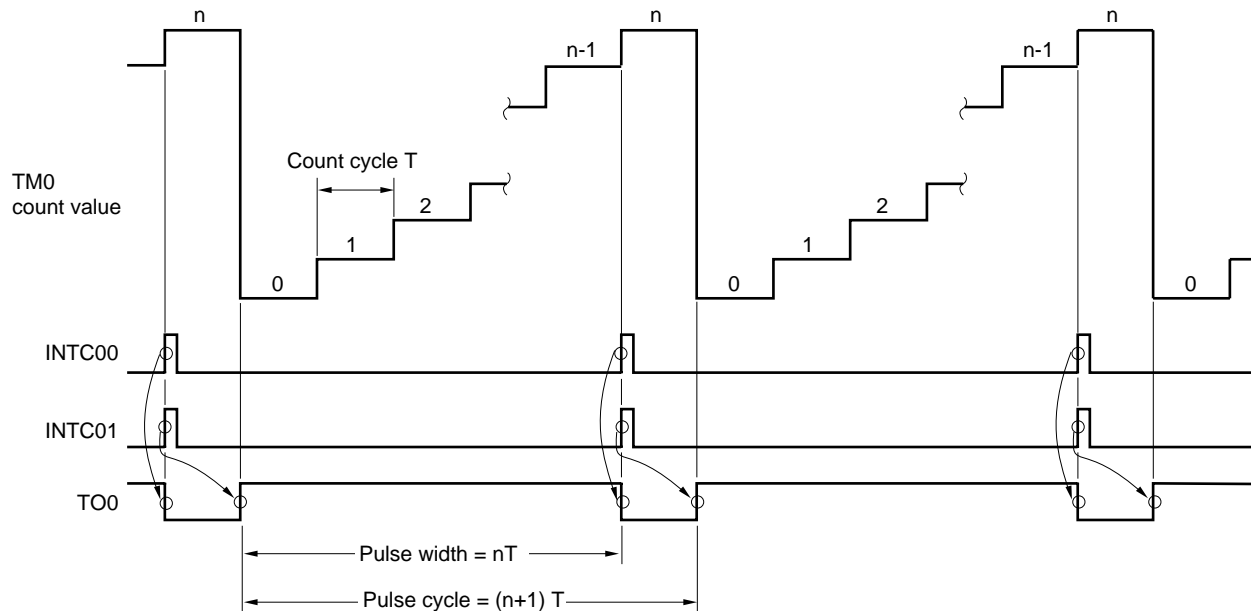 n
n
n
n-1
n-1
Count cycle T
TM0
count value
2
2
1
1
0
0
0
INTC00
INTC01
TO0
Pulse width = nT
Pulse cycle = (n+1) T